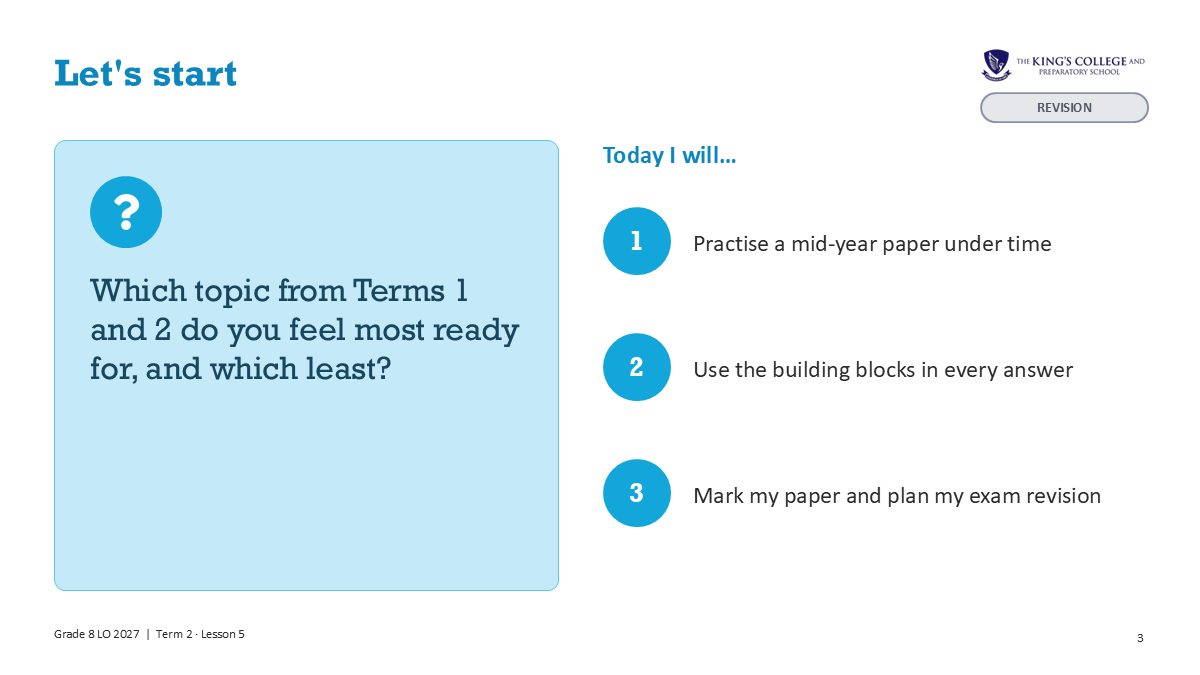 Let's start
THE KING'S COLLEGE AND
PREPARATORY SCHOOL
REVISION
?
Which topic from Terms 1
and 2 do you feel most ready
for, and which least?
Today I will...
1
Practise a mid-year paper under time
2
Use the building blocks in every answer
3
Mark my paper and plan my exam revision
Grade 8 LO 2027 | Term 2 · Lesson 5
3